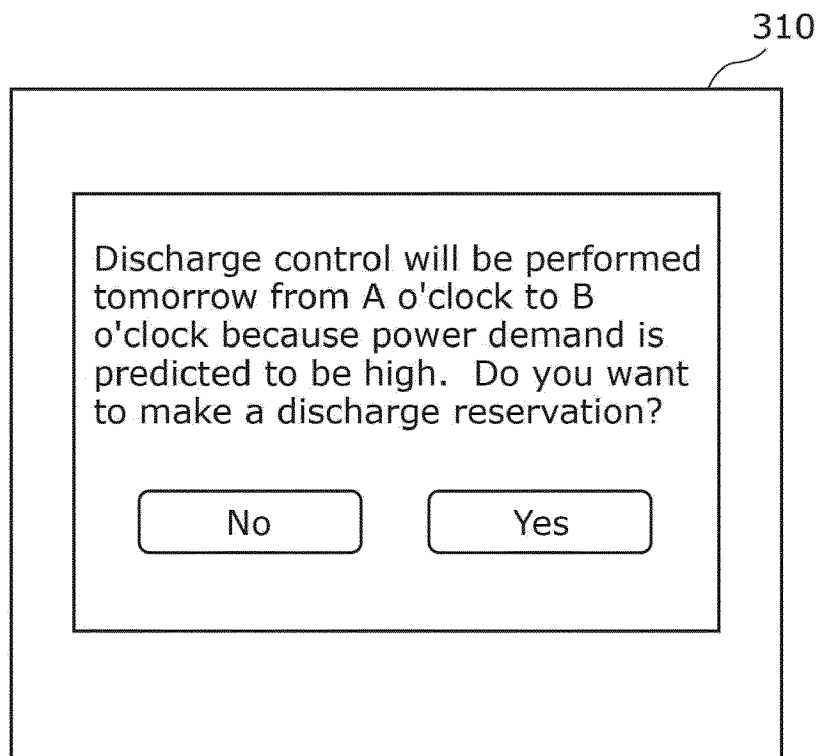 310
Discharge control will be performed
tomorrow from A o'clock to B
o'clock because power demand is
predicted to be high.  Do you want
to make a discharge reservation?
No
Yes